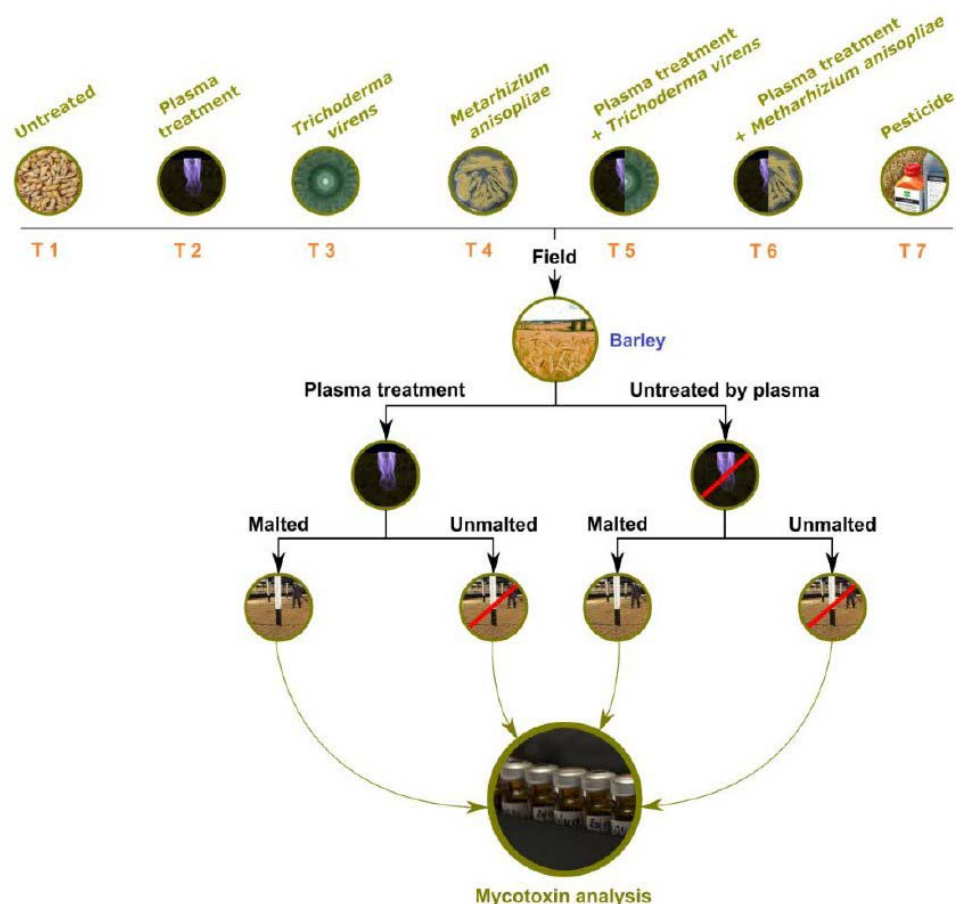 Untreated
Plasma
treatment
Trichoderma
virens
Metarhizium
anisopliae
Plasma treatment
+ Trichoderma virens
Plasma treatment
+ Metharhizium anisopliae
Pesticide
T 1
T 2
T 3
T 4
T 5
T 6
T 7
Field
Barley
Plasma treatment
Untreated by plasma
Malted
Unmalted
Malted
Unmalted
Mycotoxin analysis